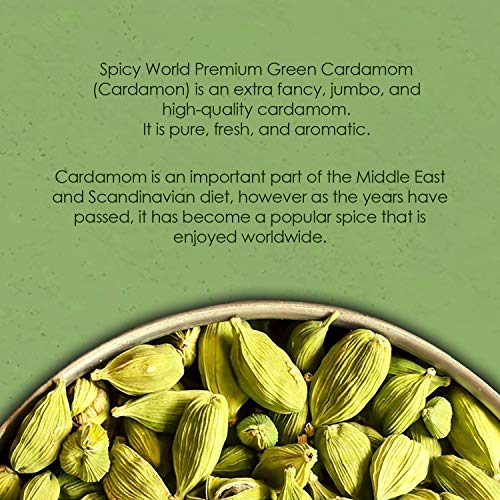 Spicy World Premium Green Cardamom
(Cardamon) is an extra fancy, jumbo, and
high-quality cardamom.
It is pure, fresh, and aromatic.
Cardamom is an important part of the Middle East
and Scandinavian diet, however as the years have
passed, it has become a popular spice that is
enjoyed worldwide.